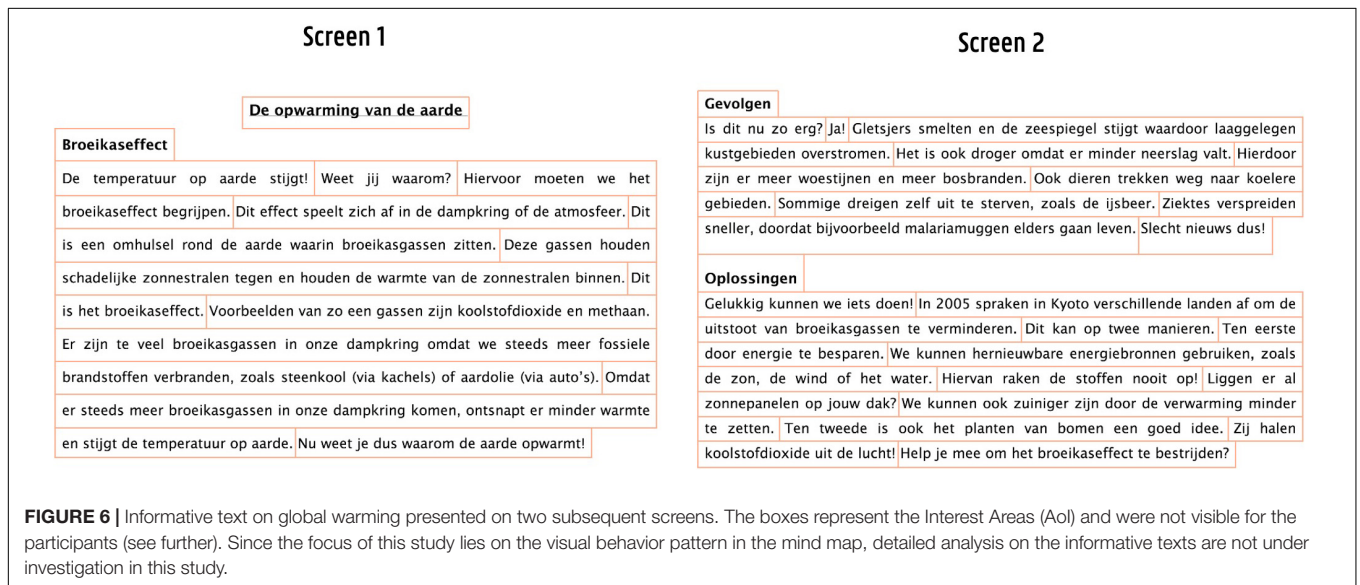 Screen 1
De opwarming van de aarde
Broeikaseffect
De temperatuur op aarde stijgt! Weet jij waarom? Hiervoor moeten we het
broeikaseffect begrijpen. Dit effect speelt zich af in de dampkring of de atmosfeer. Dit
is een omhulsel rond de aarde waarin broeikasgassen zitten. Deze gassen houden
schadelijke zonnestralen tegen en houden de warmte van de zonnestralen binnen. Dit
is het broeikaseffect. Voorbeelden van zo een gassen zijn koolstofdioxide en methaan.
Er zijn te veel broeikasgassen in onze dampkring omdat we steeds meer fossiele
brandstoffen verbranden, zoals steenkool (via kachels) of aardolie (via auto's). Omdat
er steeds meer broeikasgassen in onze dampkring komen, ontsnapt er minder warmte
en stijgt de temperatuur op aarde. Nu weet je dus waarom de aarde opwarmt!
Screen 2
Gevolgen
Is dit nu zo erg? Ja! Gletsjers smelten en de zeespiegel stijgt waardoor laaggelegen
kustgebieden overstromen. Het is ook droger omdat er minder neerslag valt. Hierdoor
zijn er meer woestijnen en meer bosbranden. Ook dieren trekken weg naar koelere
gebieden. Sommige dreigen zelf uit te sterven, zoals de ijsbeer. Ziektes verspreiden
sneller, doordat bijvoorbeeld malariamuggen elders gaan leven. Slecht nieuws dus!
Oplossingen
Gelukkig kunnen we iets doen! In 2005 spraken in Kyoto verschillende landen af om de
uitstoot van broeikasgassen te verminderen. Dit kan op twee manieren. Ten eerste
door energie te besparen. We kunnen hernieuwbare energiebronnen gebruiken, zoals
de zon, de wind of het water. Hiervan raken de stoffen nooit op! Liggen er al
zonnepanelen op jouw dak? We kunnen ook zuiniger zijn door de verwarming minder
te zetten. Ten tweede is ook het planten van bomen een goed idee. Zij halen
koolstofdioxide uit de lucht! Help je mee om het broeikaseffect te bestrijden?
FIGURE 6 | Informative text on global warming presented on two subsequent screens. The boxes represent the Interest Areas (AoI) and were not visible for the
participants (see further). Since the focus of this study lies on the visual behavior pattern in the mind map, detailed analysis on the informative texts are not under
investigation in this study.